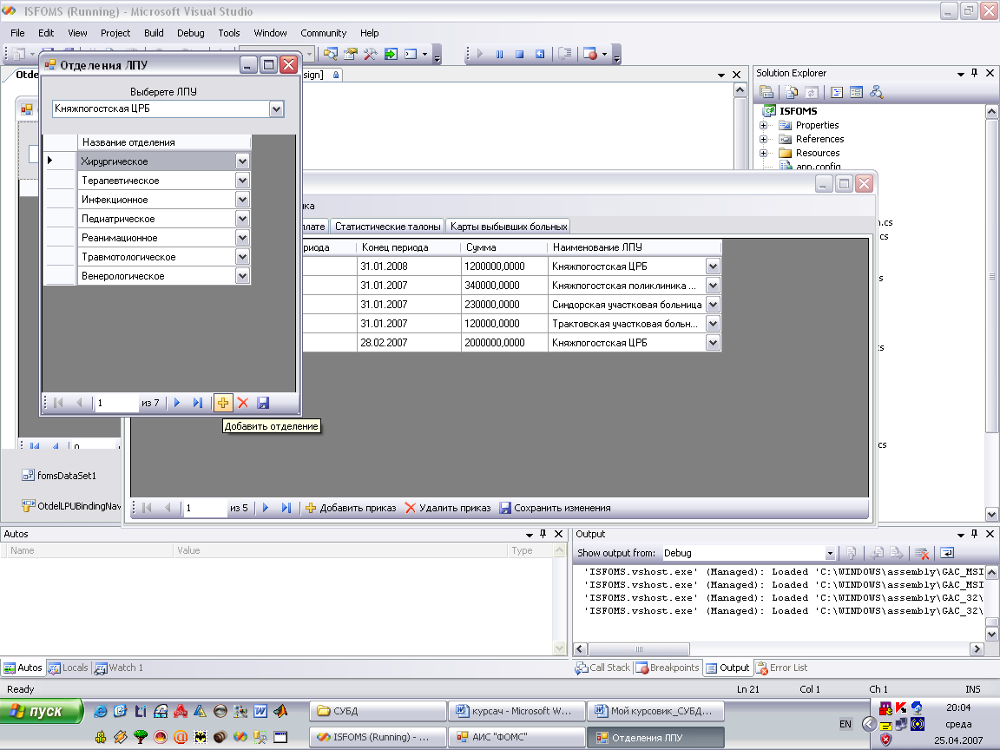 ISFOMS (Running) - Microsoft Visual Studio
File Edit View Project Build Debug Tools Window Community Help
Отделения ЛПУ
Выберете ЛПУ
Княжпогостская ЦРБ
Название отделения
Хирургическое
Терапевтическое
Инфекционное
Педиатрическое
Реанимационное
Травмотологическое
Венерологическое
1 из 7
Добавить отделение
Otde
sign]
0
fomsDataSet1
OtdelLPUBindingNav
ика
плате Статистические талоны Карты выбывших больных
риода Конец периода Сумма Наименование ЛПУ
31.01.2008 1200000,0000 Княжпогостская ЦРБ
31.01.2007 340000,0000 Княжпогостская поликлиника ...
31.01.2007 230000,0000 Синдорская участковая больница
31.01.2007 120000,0000 Трактовская участковая больн...
28.02.2007 2000000,0000 Княжпогостская ЦРБ
1 из 5 Добавить приказ Удалить приказ Сохранить изменения
Solution Explorer
ISFOMS
Properties
References
Resources
app.config
n.cs
cs
s
cs
cs
Autos
Name Value Type
Output
Show output from: Debug
'ISFOMS.vshost.exe' (Managed): Loaded 'C:\WINDOWS\assembly\GAC_MSI
'ISFOMS.vshost.exe' (Managed): Loaded 'C:\WINDOWS\assembly\GAC_MSI
'ISFOMS.vshost.exe' (Managed): Loaded 'C:\WINDOWS\assembly\GAC_32\
'ISFOMS.vshost.exe' (Managed): Loaded 'C:\WINDOWS\assembly\GAC_32\
Autos Locals Watch 1
Call Stack Breakpoints Output Error List
Ready Ln 21 Col 1 Ch 1 INS
пуск
СУБД
курсач - Microsoft W...
Мой курсовик_СУБД...
ISFOMS (Running) - ...
АИС "ФОМС"
Отделения ЛПУ
EN
20:04
среда
25.04.2007